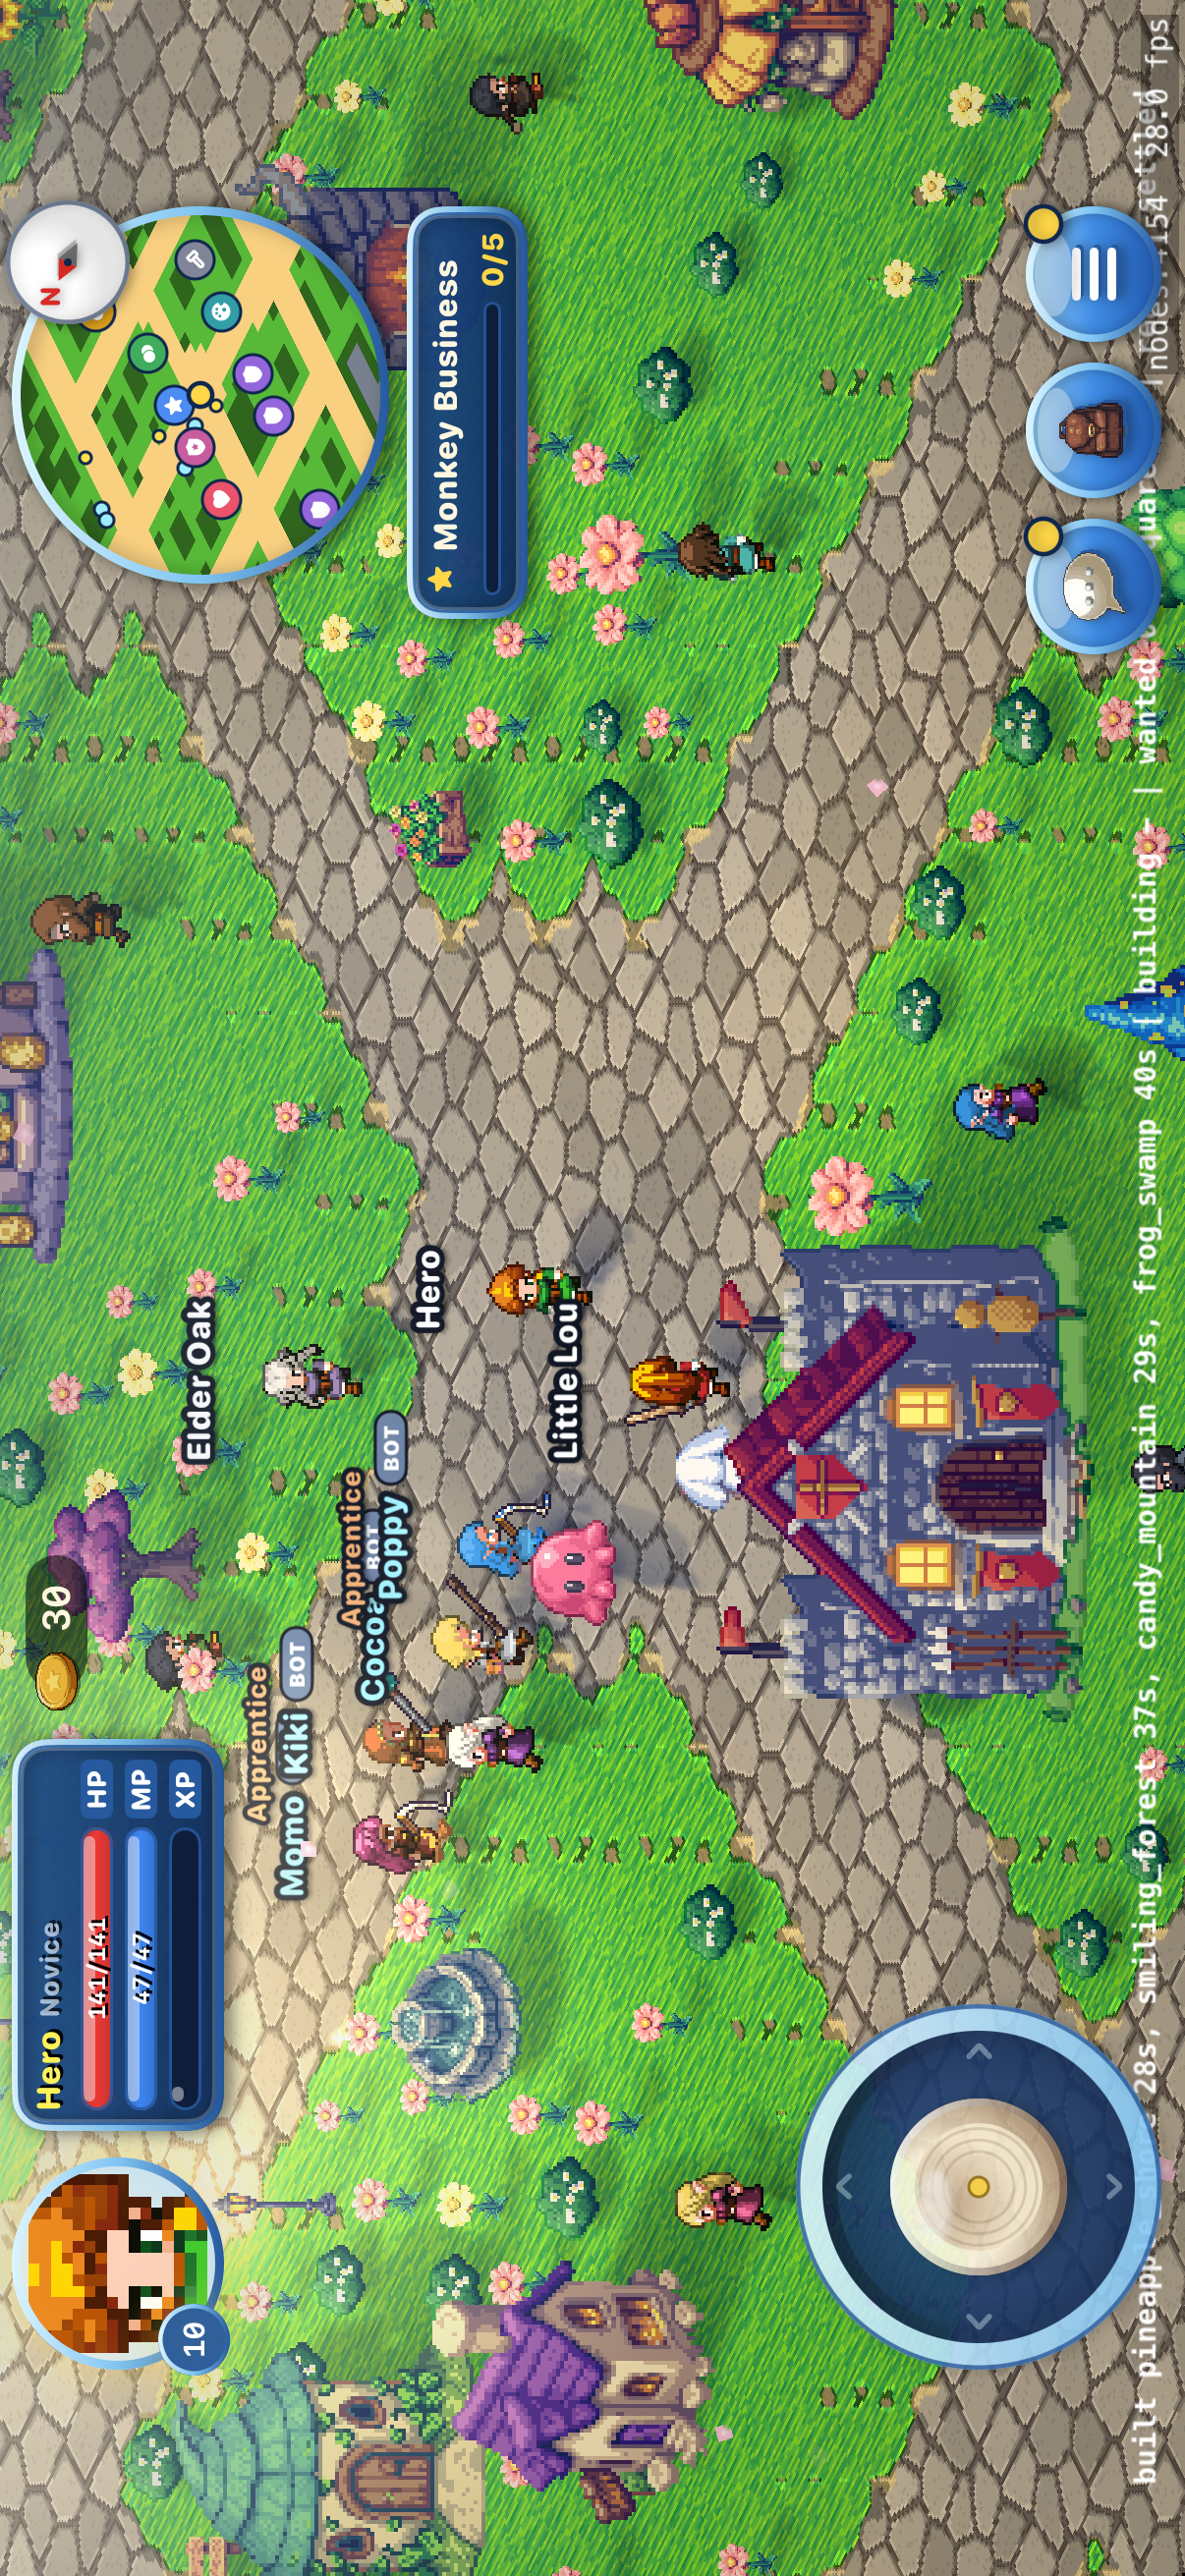 Hero Novice
HP 141/141
MP 47/47
XP
10
30
N
Monkey Business
0/5
Elder Oak
Hero
Little Lou
Apprentice
Poppy BOT
Apprentice
BOT
Apprentice
Momo Kiki BOT
nodes: 28.0 fps
built pineapple 28s, smiling_forest 37s, candy_mountain 29s, frog_swamp 40s | building - | wanted